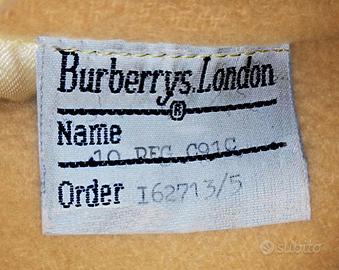 Burberrys. London
®
Name
10 REG C91C
Order I62713/5
subito